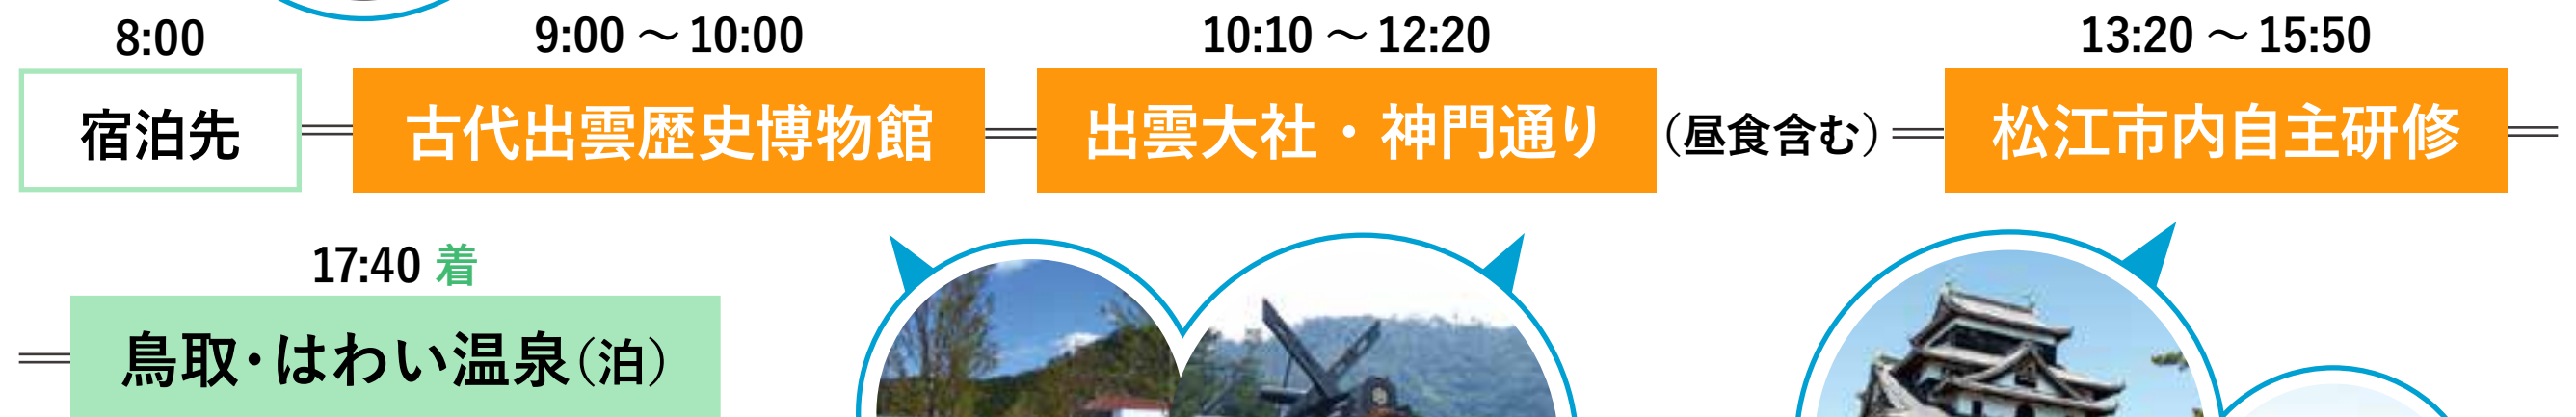 8:00
9:00 ～ 10:00
10:10 ～ 12:20
13:20 ～ 15:50
宿泊先
古代出雲歴史博物館
出雲大社・神門通り
（昼食含む）
松江市内自主研修
17:40 着
鳥取・はわい温泉（泊）